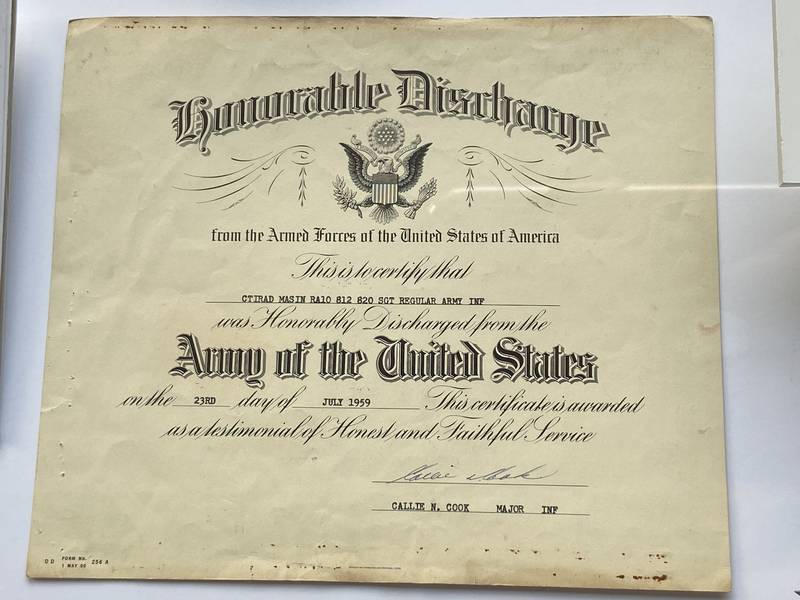 Honorable Discharge
from the Armed Forces of the United States of America
This is to certify that
CTIRAD MASIN RA10 812 820 SGT REGULAR ARMY INF
was Honorably Discharged from the
Army of the United States
on the 23RD day of JULY 1959 This certificate is awarded
as a testimonial of Honest and Faithful Service
CALLIE N. COOK MAJOR INF
DD FORM NO. 256 A
1 MAY 50